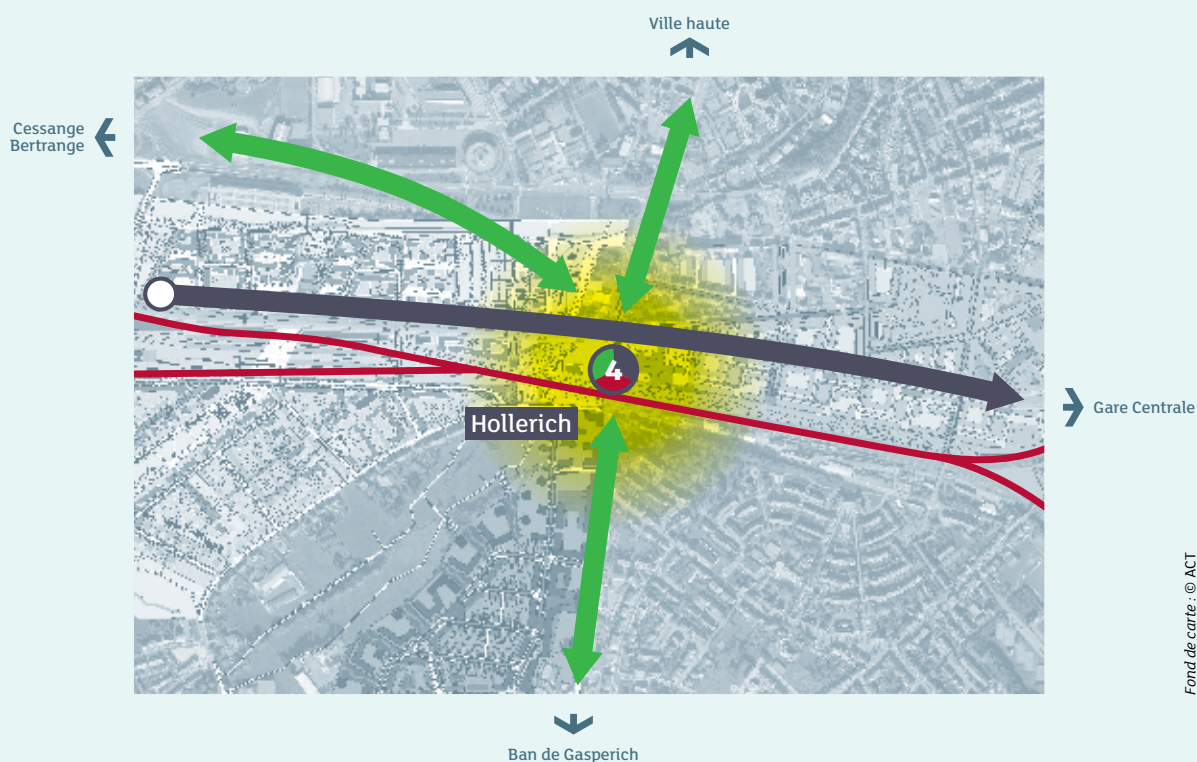 Ville haute
Cessange
Bertrange
4
Hollerich
Gare Centrale
Fond de carte : © ACT
Ban de Gasperich